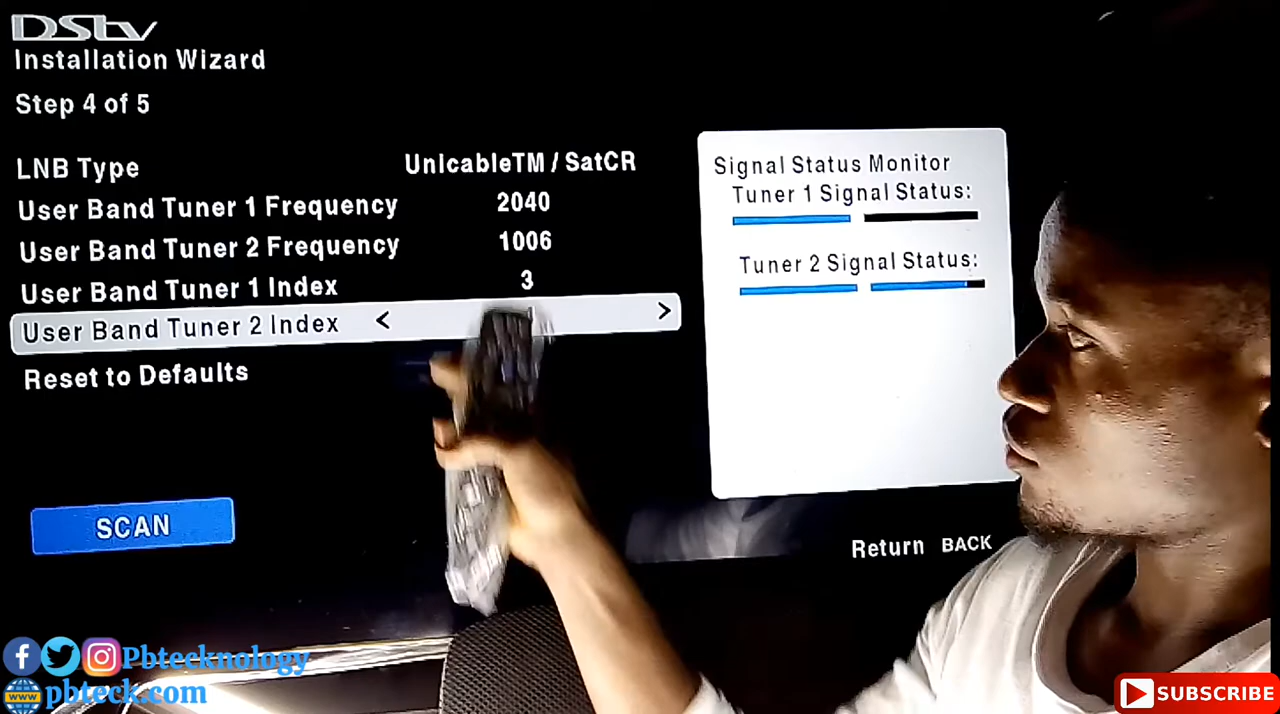 DStv
Installation Wizard
Step 4 of 5
LNB Type UnicableTM / SatCR
User Band Tuner 1 Frequency 2040
User Band Tuner 2 Frequency 1006
User Band Tuner 1 Index 3
User Band Tuner 2 Index < >
Reset to Defaults
SCAN
Signal Status Monitor
Tuner 1 Signal Status:
Tuner 2 Signal Status:
Return BACK
Pbtecknology
www
pbteck.com
SUBSCRIBE